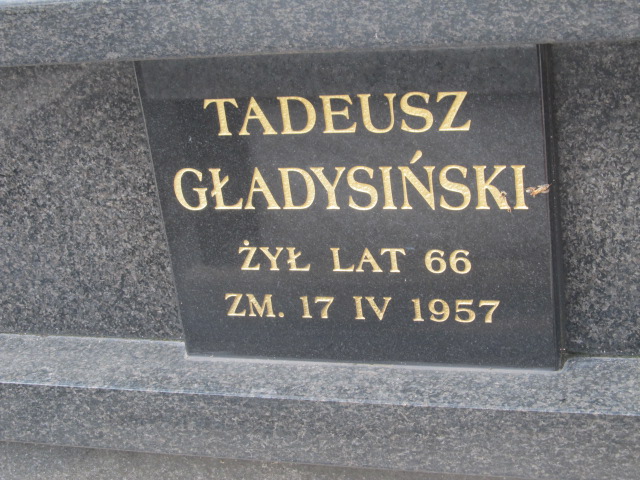 TADEUSZ
GŁADYSIŃSKI
ŻYŁ LAT 66
ZM. 17 IV 1957